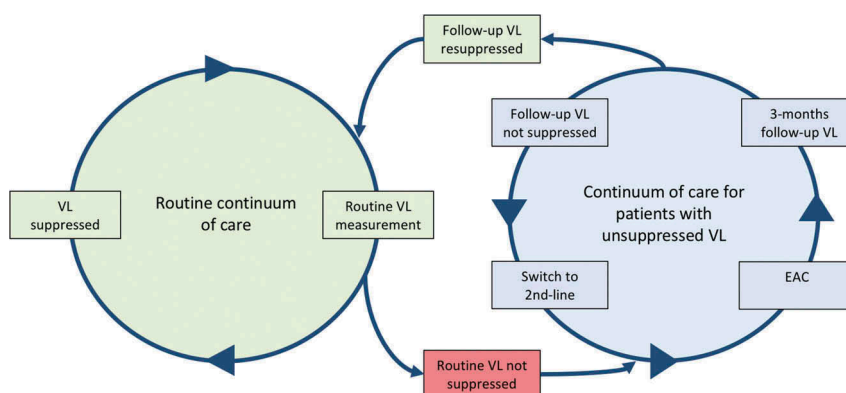 Follow-up VL
resuppressed
VL
suppressed
Routine continuum
of care
Routine VL
measurement
Follow-up VL
not suppressed
3-months
follow-up VL
Continuum of care for
patients with
unsuppressed VL
Switch to
2nd-line
EAC
Routine VL not
suppressed